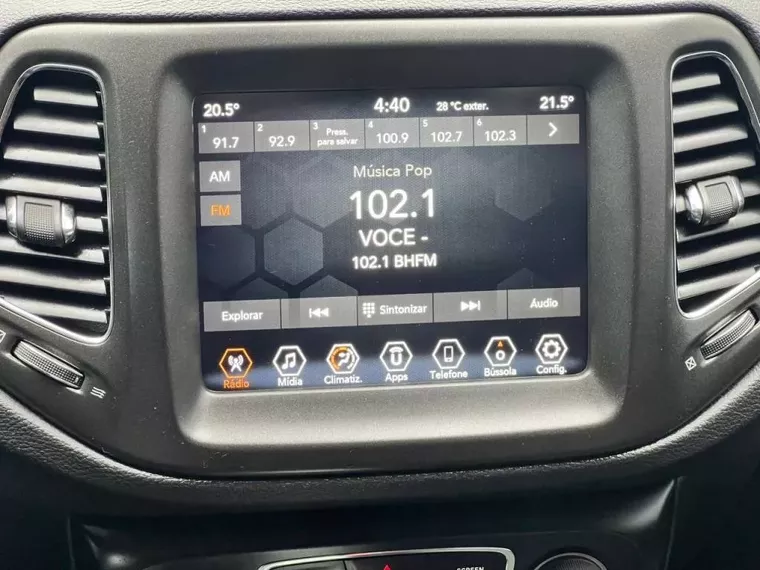 20.5° 4:40 28 °C exter. 21.5°
1 2 3 Press. 4 5 6
91.7 92.9 para salvar 100.9 102.7 102.3
AM
Música Pop
FM
102.1
VOCE -
102.1 BHFM
Explorar Sintonizar Áudio
O
Rádio Mídia Climatiz. Apps Telefone Bússola Config.
SCREEN